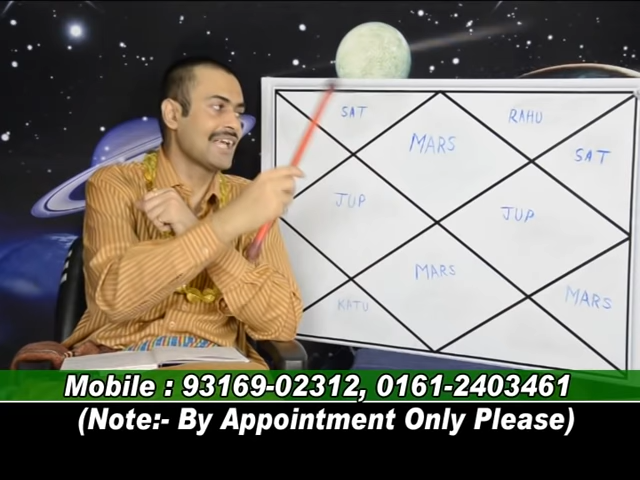 SAT
MARS
RAHU
SAT
JUP
JUP
MARS
KATU
MARS
Mobile : 93169-02312, 0161-2403461
(Note:- By Appointment Only Please)